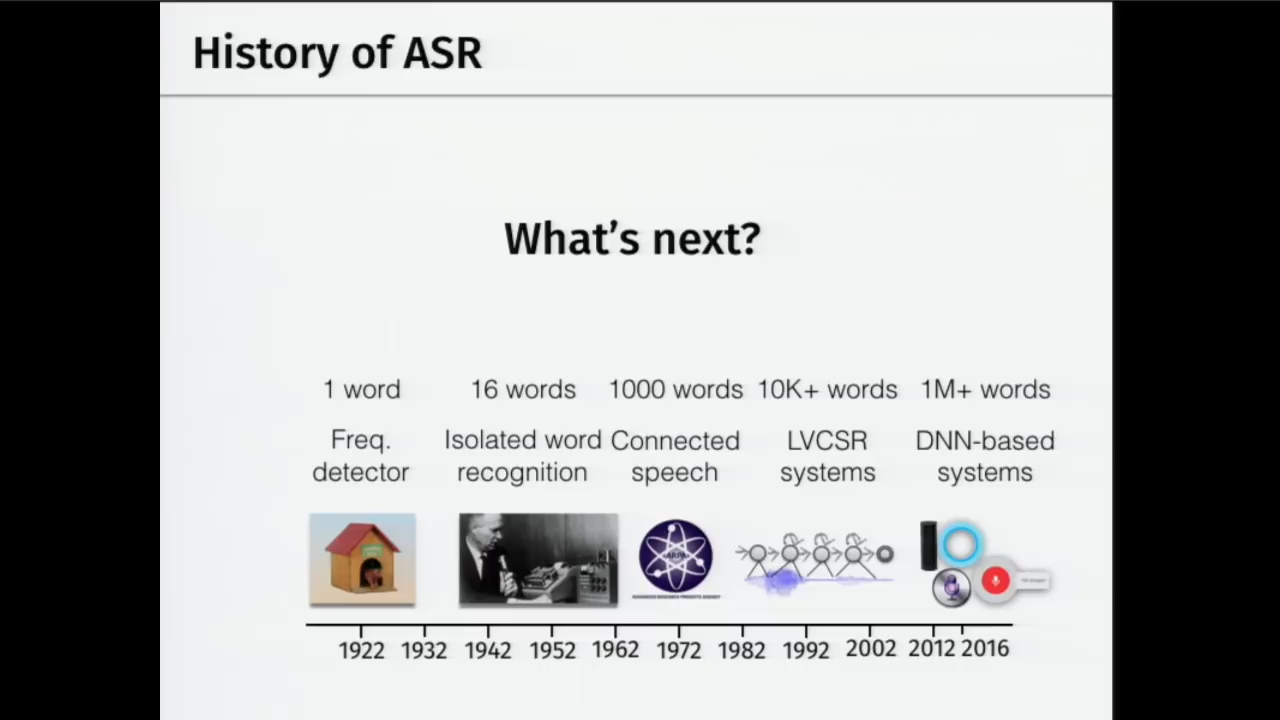 History of ASR
What's next?
1 word 16 words 1000 words 10K+ words 1M+ words
Freq. Isolated word Connected LVCSR DNN-based
detector recognition speech systems systems
ARPA
1922 1932 1942 1952 1962 1972 1982 1992 2002 2012 2016